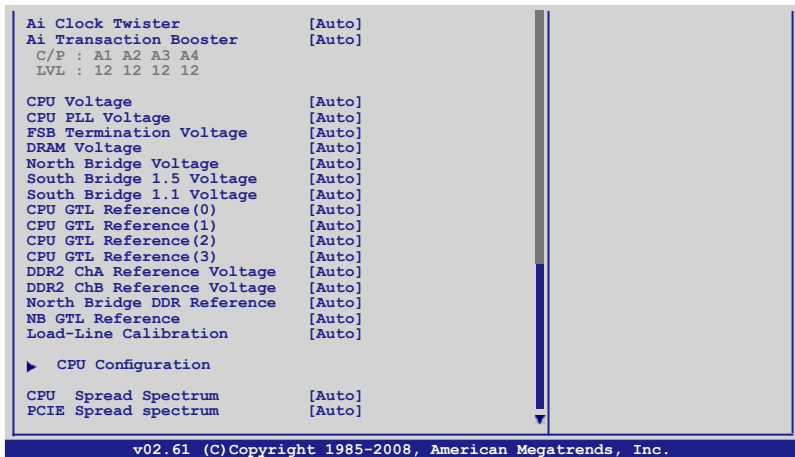 Ai Clock Twister [Auto]
Ai Transaction Booster [Auto]
C/P : A1 A2 A3 A4
LVL : 12 12 12 12
CPU Voltage [Auto]
CPU PLL Voltage [Auto]
FSB Termination Voltage [Auto]
DRAM Voltage [Auto]
North Bridge Voltage [Auto]
South Bridge 1.5 Voltage [Auto]
South Bridge 1.1 Voltage [Auto]
CPU GTL Reference(0) [Auto]
CPU GTL Reference(1) [Auto]
CPU GTL Reference(2) [Auto]
CPU GTL Reference(3) [Auto]
DDR2 ChA Reference Voltage [Auto]
DDR2 ChB Reference Voltage [Auto]
North Bridge DDR Reference [Auto]
NB GTL Reference [Auto]
Load-Line Calibration [Auto]
CPU Configuration
CPU Spread Spectrum [Auto]
PCIE Spread spectrum [Auto]
v02.61 (C)Copyright 1985-2008, American Megatrends, Inc.